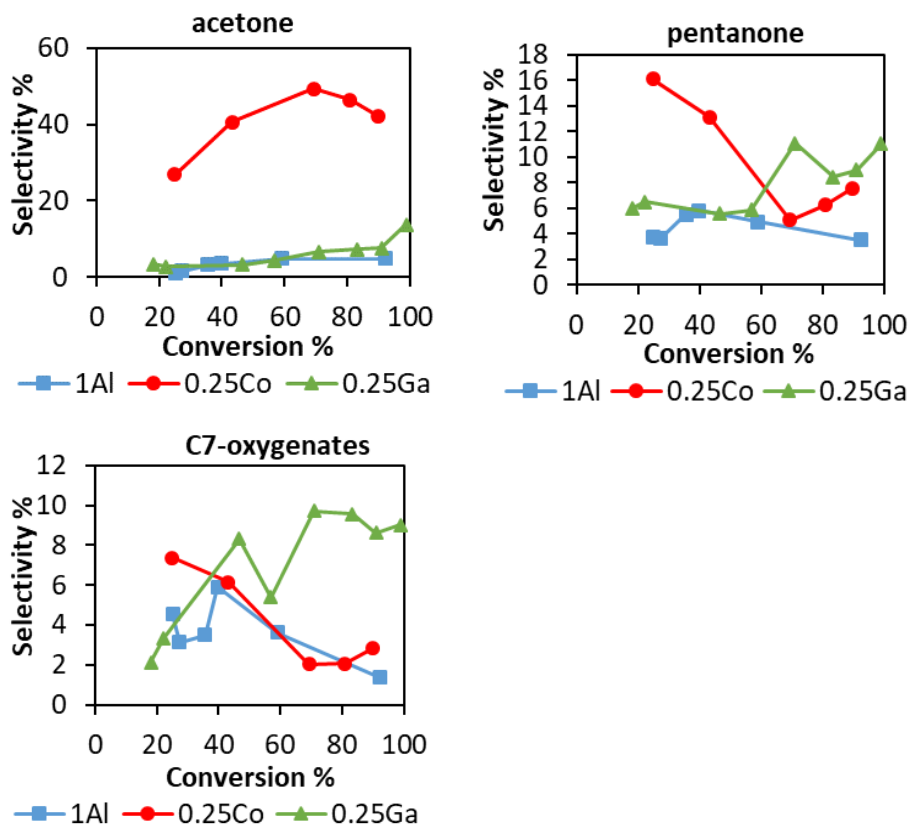 acetone
Selectivity %
60
40
20
0
0 20 40 60 80 100
Conversion %
1Al 0.25Co 0.25Ga
pentanone
Selectivity %
18
16
14
12
10
8
6
4
2
0
0 20 40 60 80 100
Conversion %
1Al 0.25Co 0.25Ga
C7-oxygenates
Selectivity %
12
10
8
6
4
2
0
0 20 40 60 80 100
Conversion %
1Al 0.25Co 0.25Ga